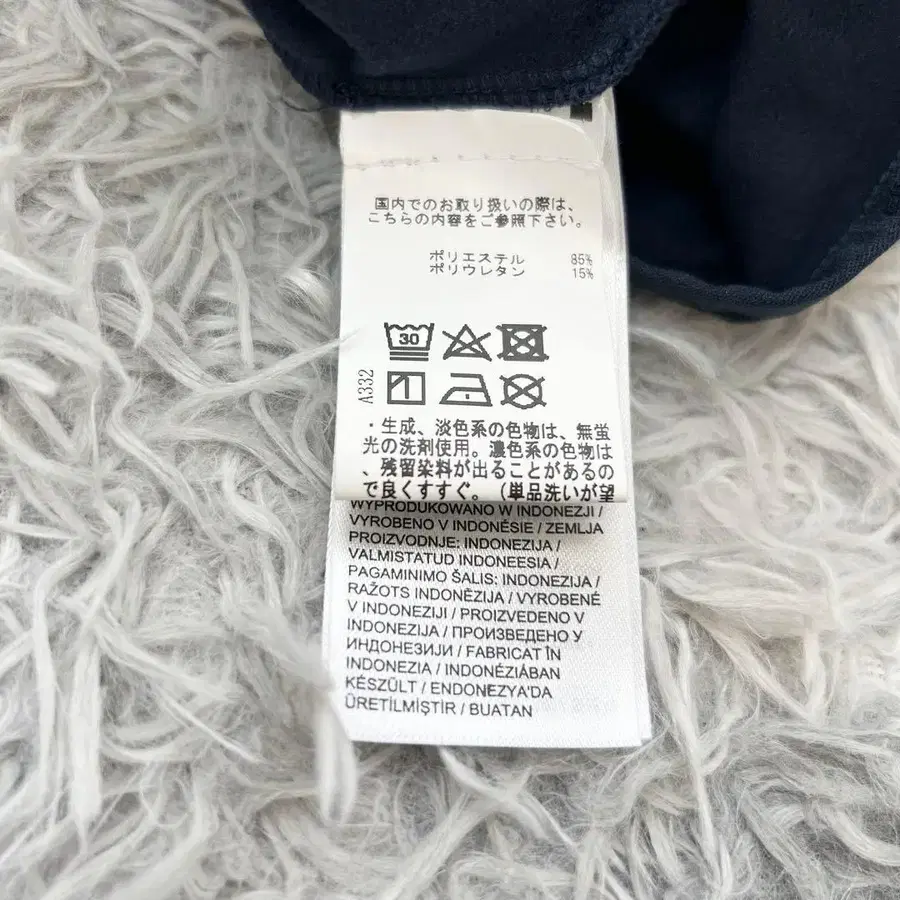 国内でのお取り扱いの際は、
こちらの内容をご参照下さい。
ポリエステル 85%
ポリウレタン 15%
30
A332
・生成、淡色系の色物は、無蛍
光の洗剤使用。濃色系の色物は
、残留染料が出ることがあるの
で良くすすぐ。（単品洗いが望
WYPRODUKOWANO W INDONEZJI /
VYROBENO V INDONÉSIE / ZEMLJA
PROIZVODNJE: INDONEZIJA /
VALMISTATUD INDONEESIA /
PAGAMINIMO ŠALIS: INDONEZIJA /
RAŽOTS INDONĒZIJA / VYROBENÉ
V INDONEZIJI / PROIZVEDENO V
INDONEZIJA / ПРОИЗВЕДЕНО У
ИНДОНЕЗИЈИ / FABRICAT ÎN
INDONEZIA / INDONÉZIÁBAN
KÉSZÜLT / ENDONEZYA'DA
ÜRETİLMİŞTİR / BUATAN